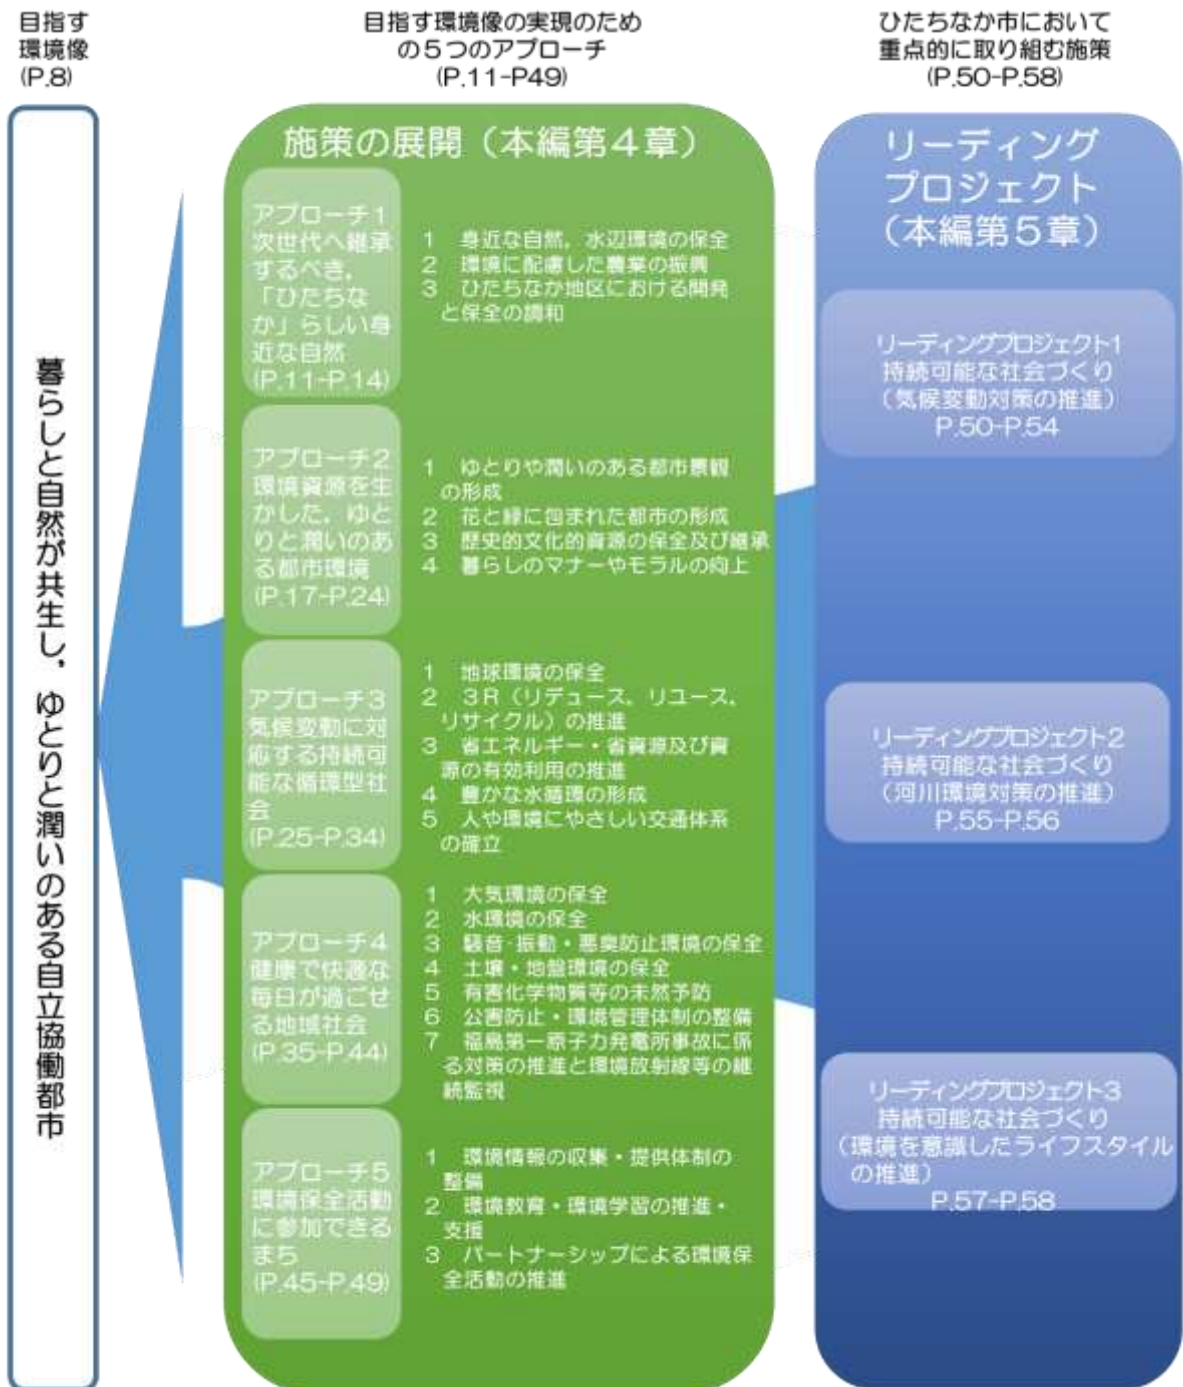 目指す
環境像
(P.8)
目指す環境像の実現のため
の５つのアプローチ
(P.11-P49)
ひたちなか市において
重点的に取り組む施策
(P.50-P.58)
暮らしと自然が共生し，ゆとりと潤いのある自立協働都市
施策の展開（本編第４章）
アプローチ１
次世代へ継承
するべき，
「ひたちな
か」らしい身
近な自然
(P.11-P.14)
1　身近な自然，水辺環境の保全
2　環境に配慮した農業の振興
3　ひたちなか地区における開発
と保全の調和
アプローチ２
環境資源を生
かした，ゆと
りと潤いのあ
る都市環境
(P.17-P.24)
1　ゆとりや潤いのある都市景観
の形成
2　花と緑に包まれた都市の形成
3　歴史的文化的資源の保全及び継承
4　暮らしのマナーやモラルの向上
アプローチ３
気候変動に対
応する持続可
能な循環型社
会
(P.25-P.34)
1　地球環境の保全
2　３R（リデュース，リユース，
リサイクル）の推進
3　省エネルギー・省資源及び資
源の有効利用の推進
4　豊かな水循環の形成
5　人や環境にやさしい交通体系
の確立
アプローチ４
健康で快適な
毎日が過ごせ
る地域社会
(P.35-P.44)
1　大気環境の保全
2　水環境の保全
3　騒音・振動・悪臭防止環境の保全
4　土壌・地盤環境の保全
5　有害化学物質等の未然予防
6　公害防止・環境管理体制の整備
7　福島第一原子力発電所事故に係
る対策の推進と環境放射線等の継
続監視
アプローチ５
環境保全活動
に参加できる
まち
(P.45-P.49)
1　環境情報の収集・提供体制の
整備
2　環境教育・環境学習の推進・
支援
3　パートナーシップによる環境保
全活動の推進
リーディング
プロジェクト
（本編第５章）
リーディングプロジェクト1
持続可能な社会づくり
（気候変動対策の推進）
P.50-P.54
リーディングプロジェクト2
持続可能な社会づくり
（河川環境対策の推進）
P.55-P.56
リーディングプロジェクト3
持続可能な社会づくり
（環境を意識したライフスタイル
の推進）
P.57-P.58